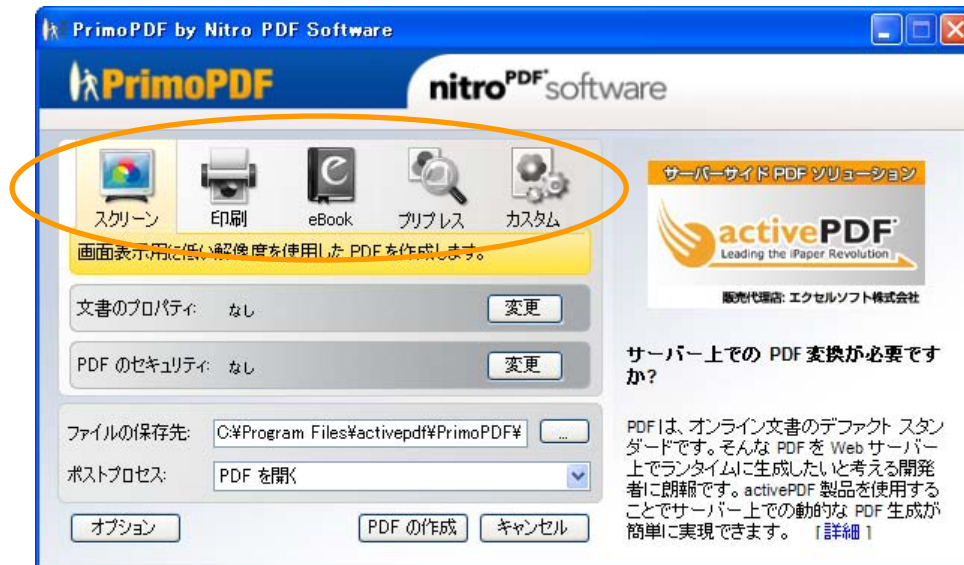 PrimoPDF by Nitro PDF Software
PrimoPDF
nitroPDF software
スクリーン
印刷
eBook
プリプレス
カスタム
画面表示用に低い解像度を使用した PDF を作成します。
文書のプロパティ: なし
変更
PDF のセキュリティ: なし
変更
ファイルの保存先: C:¥Program Files¥activepdf¥PrimoPDF¥ ...
ポストプロセス: PDF を開く
オプション
PDF の作成
キャンセル
サーバーサイド PDF ソリューション
activePDF
Leading the iPaper Revolution
販売代理店: エクセルソフト株式会社
サーバー上での PDF 変換が必要です
か?
PDFは、オンライン文書のデファクト スタン
ダードです。そんな PDF を Web サーバー
上でランタイムに生成したいと考える開発
者に朗報です。activePDF 製品を使用する
ことでサーバー上での動的な PDF 生成が
簡単に実現できます。 [詳細]